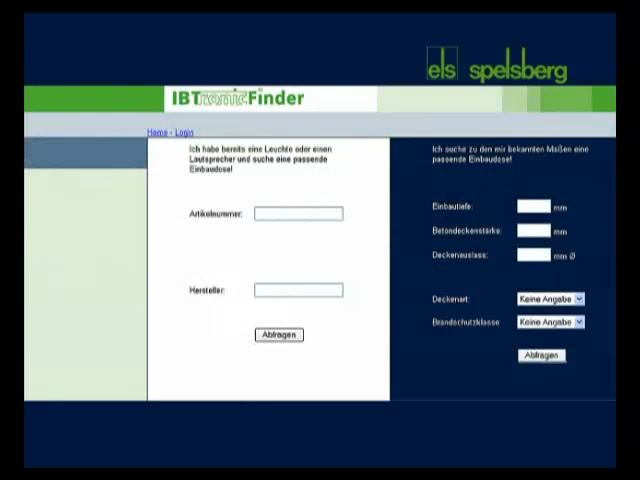 els spelsberg
IBTronicFinder
Home - Login
Ich habe bereits eine Leuchte oder einen
Lautsprecher und suche eine passende
Einbaudose!
Artikelnummer:
Hersteller:
Abfragen
Ich suche zu den mir bekannten Maßen eine
passende Einbaudose!
Einbautiefe: mm
Betondeckenstärke: mm
Deckenauslass: mm Ø
Deckenart: Keine Angabe
Brandschutzklasse: Keine Angabe
Abfragen